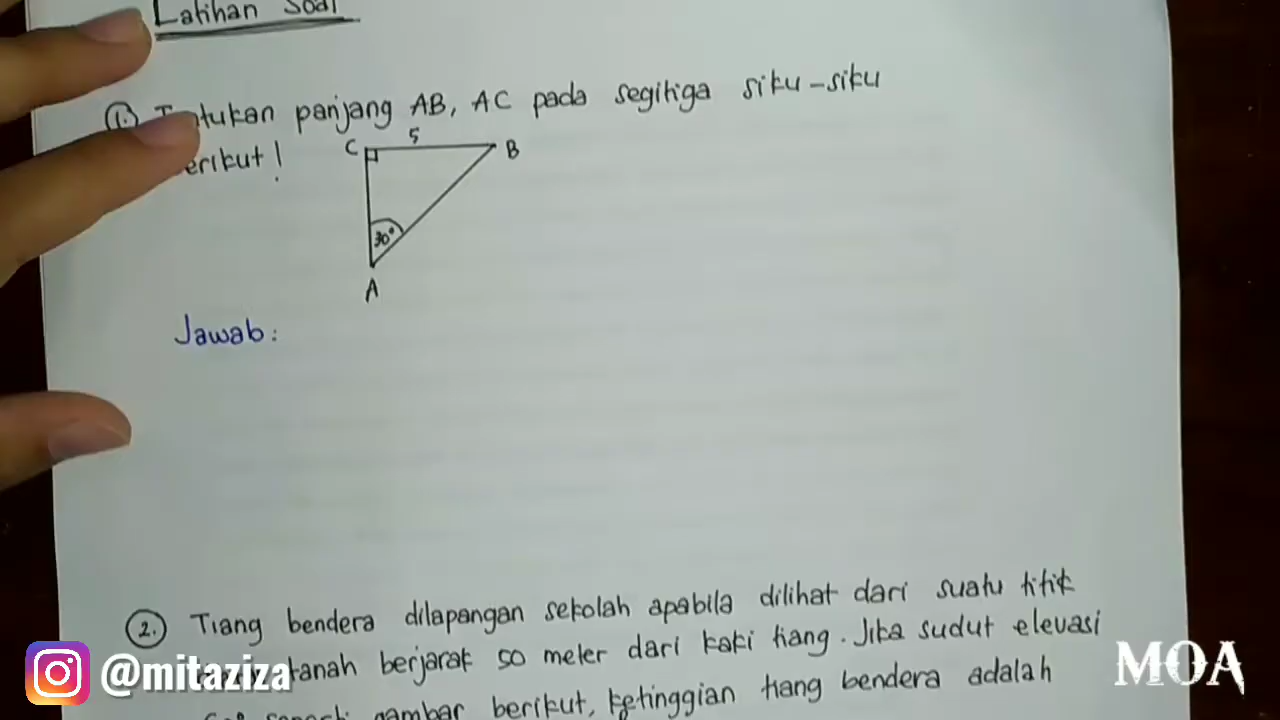 Latihan Soal
1. Tentukan panjang AB, AC pada segitiga siku-siku
berikut!
C 5 B
30°
A
Jawab:
2. Tiang bendera dilapangan sekolah apabila dilihat dari suatu titik
tanah berjarak 50 meter dari kaki tiang. Jika sudut elevasi
gambar berikut, ketinggian tiang bendera adalah
@mitaziza
MOA